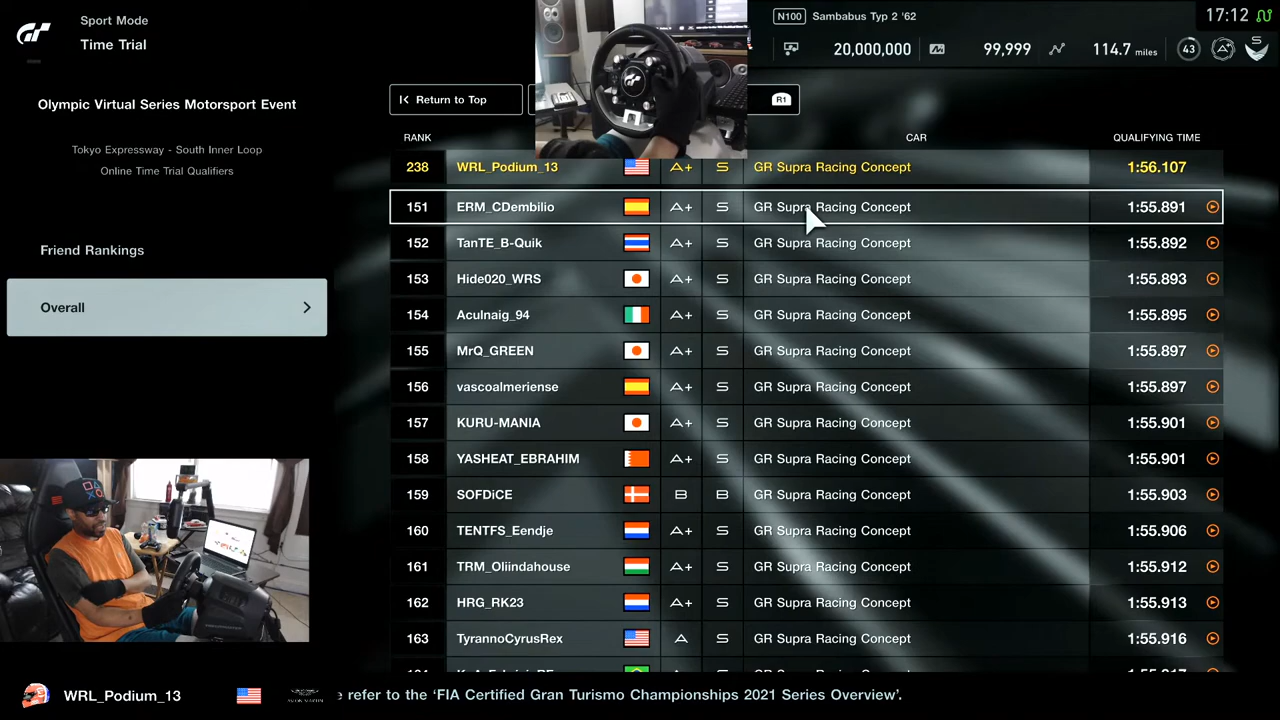 Sport Mode
Time Trial
N100 Sambabus Typ 2 '62
17:12
20,000,000 99,999 114.7 miles 43 A+ S
Olympic Virtual Series Motorsport Event
Tokyo Expressway - South Inner Loop
Online Time Trial Qualifiers
Friend Rankings
Overall
Return to Top R1
RANK CAR QUALIFYING TIME
238 WRL_Podium_13 A+ S GR Supra Racing Concept 1:56.107
151 ERM_CDembilio A+ S GR Supra Racing Concept 1:55.891
152 TanTE_B-Quik A+ S GR Supra Racing Concept 1:55.892
153 Hide020_WRS A+ S GR Supra Racing Concept 1:55.893
154 Aculnaig_94 A+ S GR Supra Racing Concept 1:55.895
155 MrQ_GREEN A+ S GR Supra Racing Concept 1:55.897
156 vascoalmeriense A+ S GR Supra Racing Concept 1:55.897
157 KURU-MANIA A+ S GR Supra Racing Concept 1:55.901
158 YASHEAT_EBRAHIM A+ S GR Supra Racing Concept 1:55.901
159 SOFDiCE B B GR Supra Racing Concept 1:55.903
160 TENTFS_Eendje A+ S GR Supra Racing Concept 1:55.906
161 TRM_Oliindahouse A+ S GR Supra Racing Concept 1:55.912
162 HRG_RK23 A+ S GR Supra Racing Concept 1:55.913
163 TyrannoCyrusRex A S GR Supra Racing Concept 1:55.916
WRL_Podium_13 e refer to the 'FIA Certified Gran Turismo Championships 2021 Series Overview'.